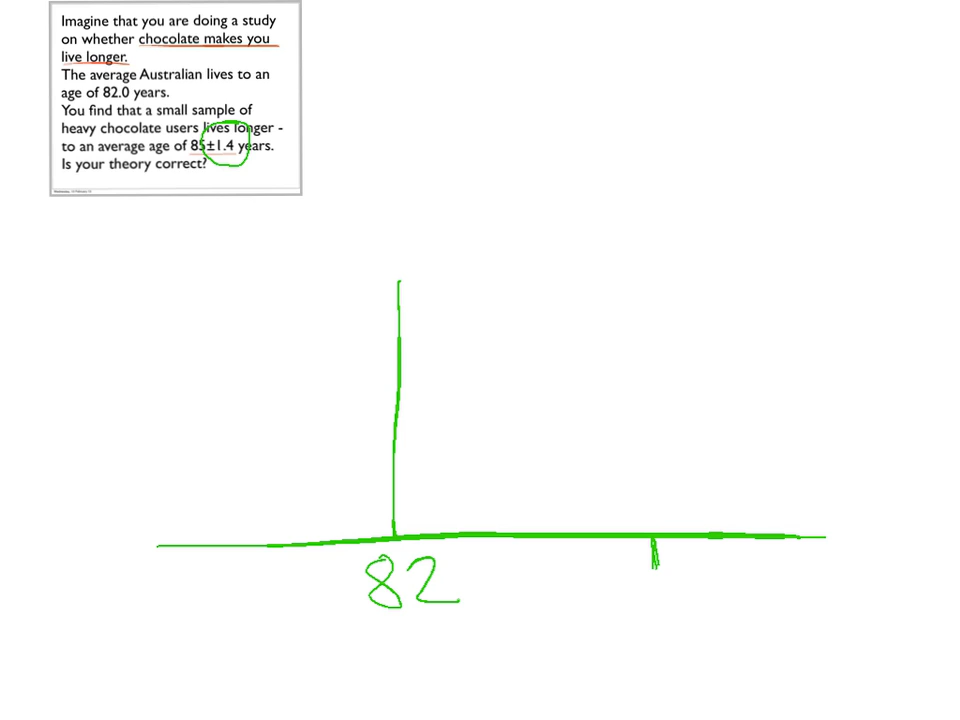 Imagine that you are doing a study
on whether chocolate makes you
live longer.
The average Australian lives to an
age of 82.0 years.
You find that a small sample of
heavy chocolate users lives longer -
to an average age of 85±1.4 years.
Is your theory correct?
82